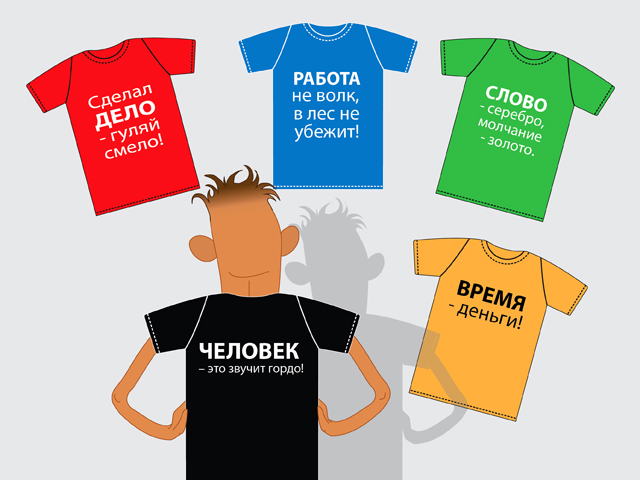 Сделал
ДЕЛО
- гуляй
смело!
РАБОТА
не волк,
в лес не
убежит!
СЛОВО
- серебро,
молчание
- золото.
ВРЕМЯ
- деньги!
ЧЕЛОВЕК
– это звучит гордо!